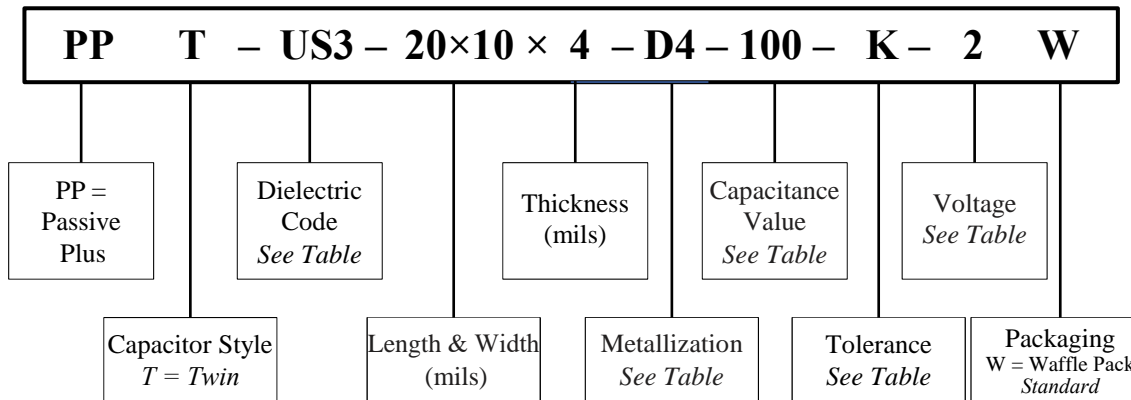 PP T – US3 – 20×10 × 4 – D4 – 100 – K – 2 W
PP =
Passive
Plus
Dielectric
Code
See Table
Thickness
(mils)
Capacitance
Value
See Table
Voltage
See Table
Capacitor Style
T = Twin
Length & Width
(mils)
Metallization
See Table
Tolerance
See Table
Packaging
W = Waffle Pack
Standard